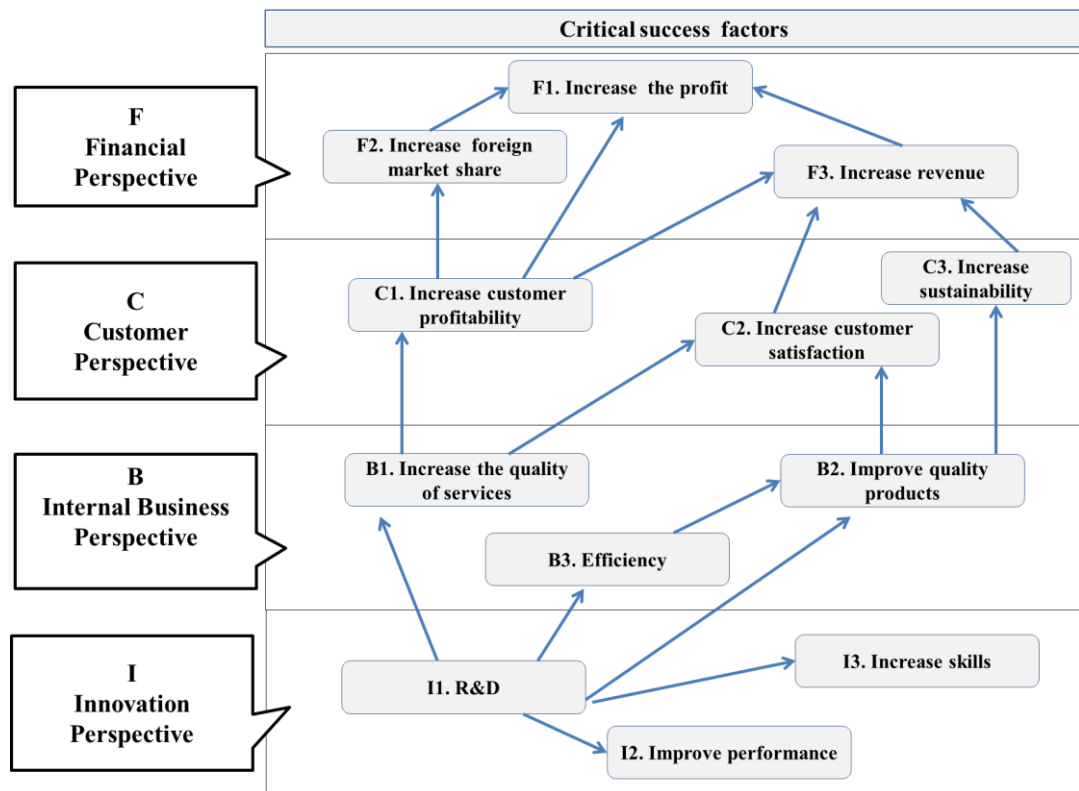 Critical success factors
F
Financial
Perspective
F1. Increase the profit
F2. Increase foreign
market share
F3. Increase revenue
C
Customer
Perspective
C1. Increase customer
profitability
C2. Increase customer
satisfaction
C3. Increase
sustainability
B
Internal Business
Perspective
B1. Increase the quality
of services
B2. Improve quality
products
B3. Efficiency
I
Innovation
Perspective
I1. R&D
I3. Increase skills
I2. Improve performance